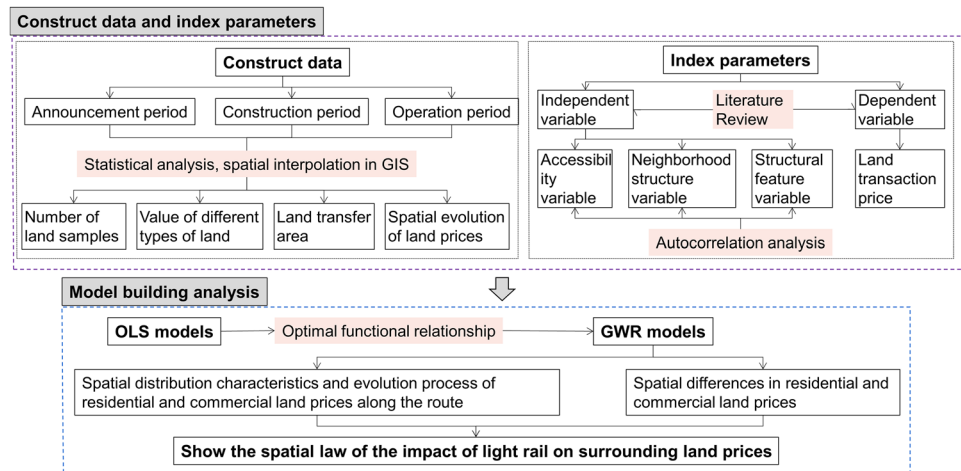 Construct data and index parameters
Construct data
Announcement period
Construction period
Operation period
Statistical analysis, spatial interpolation in GIS
Number of
land samples
Value of different
types of land
Land transfer
area
Spatial evolution
of land prices
Index parameters
Independent
variable
Literature
Review
Dependent
variable
Accessibil
ity
variable
Neighborhood
structure
variable
Structural
feature
variable
Land
transaction
price
Autocorrelation analysis
Model building analysis
OLS models
Optimal functional relationship
GWR models
Spatial distribution characteristics and evolution process of
residential and commercial land prices along the route
Spatial differences in residential and
commercial land prices
Show the spatial law of the impact of light rail on surrounding land prices